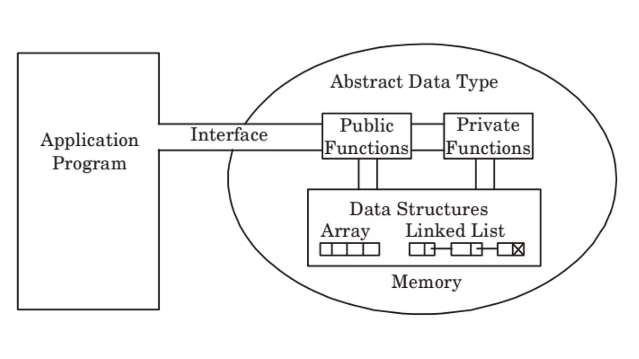 Abstract Data Type
Application
Program
Interface
Public
Functions
Private
Functions
Data Structures
Array
Linked List
Memory